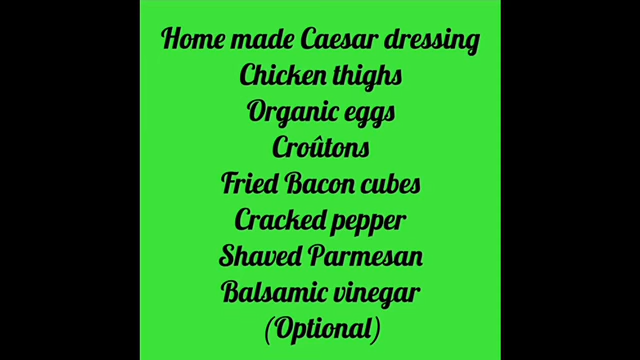 Home made Caesar dressing
Chicken thighs
Organic eggs
Croûtons
Fried Bacon cubes
Cracked pepper
Shaved Parmesan
Balsamic vinegar
(Optional)